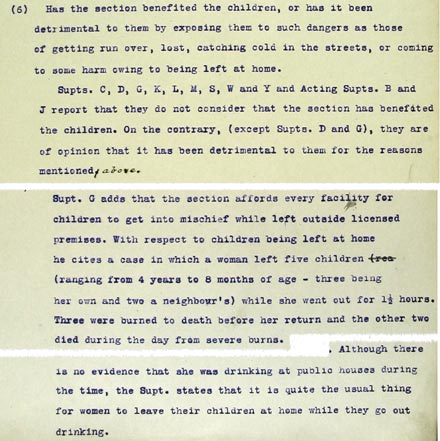 (5) Has the section benefited the children, or has it been
detrimental to them by exposing them to such dangers as those
of getting run over, lost, catching cold in the streets, or coming
to some harm owing to being left at home.
Supts. C, D, G, K, L, M, S, W and Y and Acting Supts. B and
J report that they do not consider that the section has benefited
the children. On the contrary, (except Supts. D and G), they are
of opinion that it has been detrimental to them for the reasons
mentioned, above.
Supt. G adds that the section affords every facility for
children to get into mischief while left outside licensed
premises. With respect to children being left at home
he cites a case in which a woman left five children (rea
(ranging from 4 years to 8 months of age - three being
her own and two a neighbour's) while she went out for 1½ hours.
Three were burned to death before her return and the other two
died during the day from severe burns.
. Although there
is no evidence that she was drinking at public houses during
the time, the Supt. states that it is quite the usual thing
for women to leave their children at home while they go out
drinking.